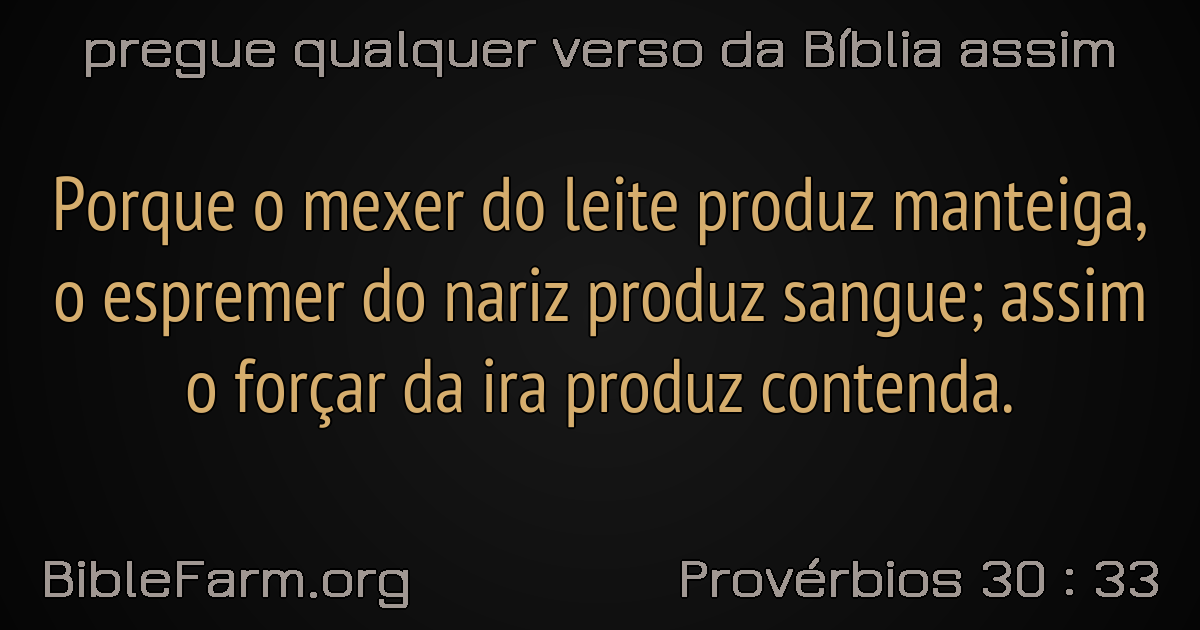 pregue qualquer verso da Bíblia assim
Porque o mexer do leite produz manteiga,
o espremer do nariz produz sangue; assim
o forçar da ira produz contenda.
BibleFarm.org
Provérbios 30 : 33